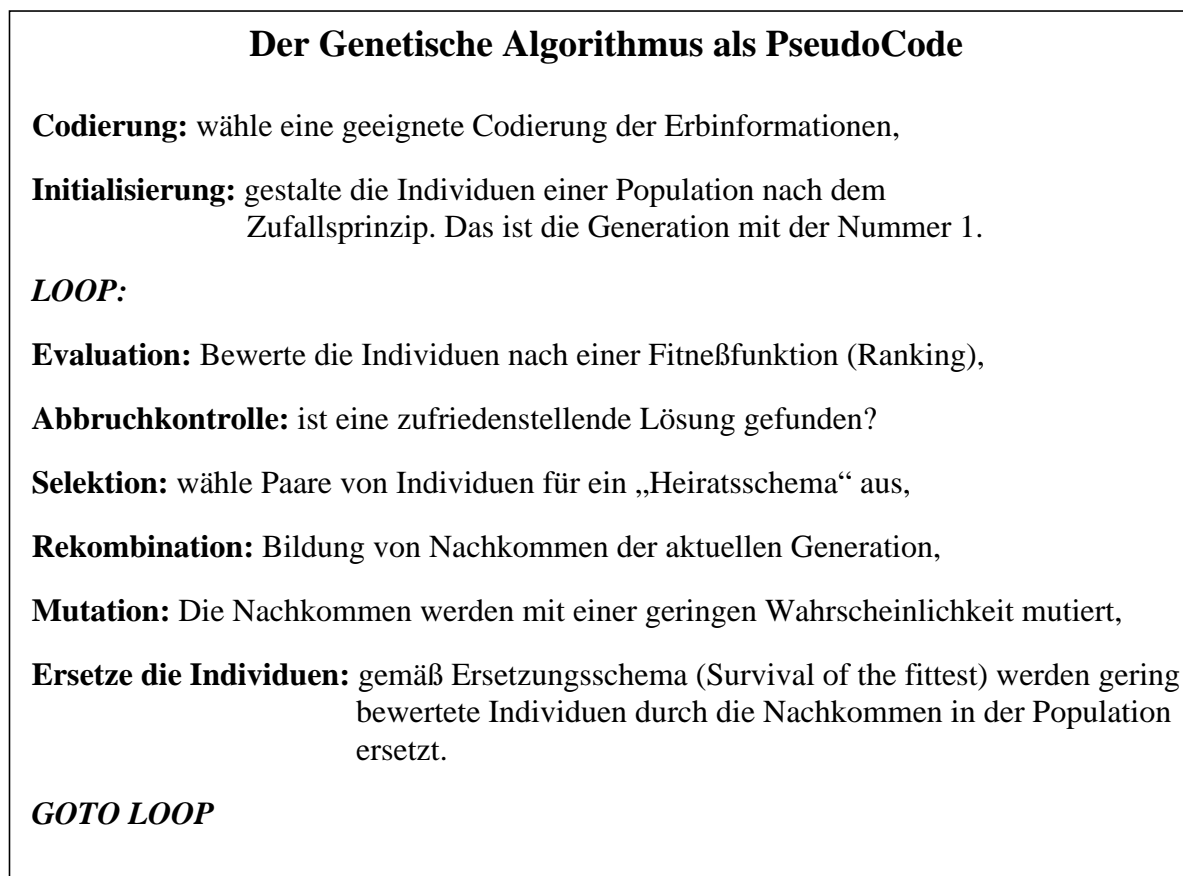 Der Genetische Algorithmus als PseudoCode
Codierung: wähle eine geeignete Codierung der Erbinformationen,
Initialisierung: gestalte die Individuen einer Population nach dem
Zufallsprinzip. Das ist die Generation mit der Nummer 1.
LOOP:
Evaluation: Bewerte die Individuen nach einer Fitneßfunktion (Ranking),
Abbruchkontrolle: ist eine zufriedenstellende Lösung gefunden?
Selektion: wähle Paare von Individuen für ein „Heiratsschema“ aus,
Rekombination: Bildung von Nachkommen der aktuellen Generation,
Mutation: Die Nachkommen werden mit einer geringen Wahrscheinlichkeit mutiert,
Ersetze die Individuen: gemäß Ersetzungsschema (Survival of the fittest) werden gering
bewertete Individuen durch die Nachkommen in der Population
ersetzt.
GOTO LOOP